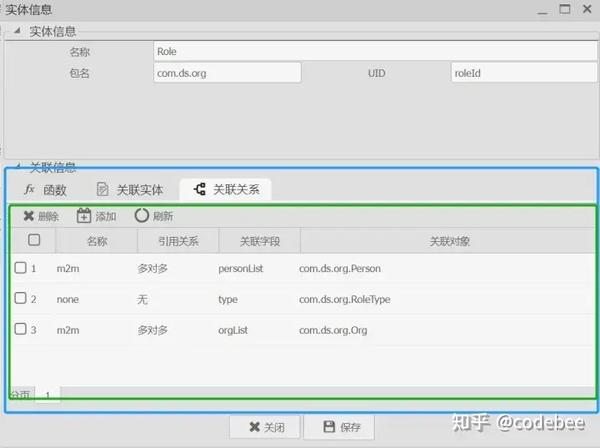 实体信息
实体信息
名称 Role
包名 com.ds.org UID roleId
关联信息
fx 函数 关联实体 关联关系
删除 添加 刷新
名称 引用关系 关联字段 关联对象
1 m2m 多对多 personList com.ds.org.Person
2 none 无 type com.ds.org.RoleType
3 m2m 多对多 orgList com.ds.org.Org
分页 1
关闭 保存
知乎 @codebee